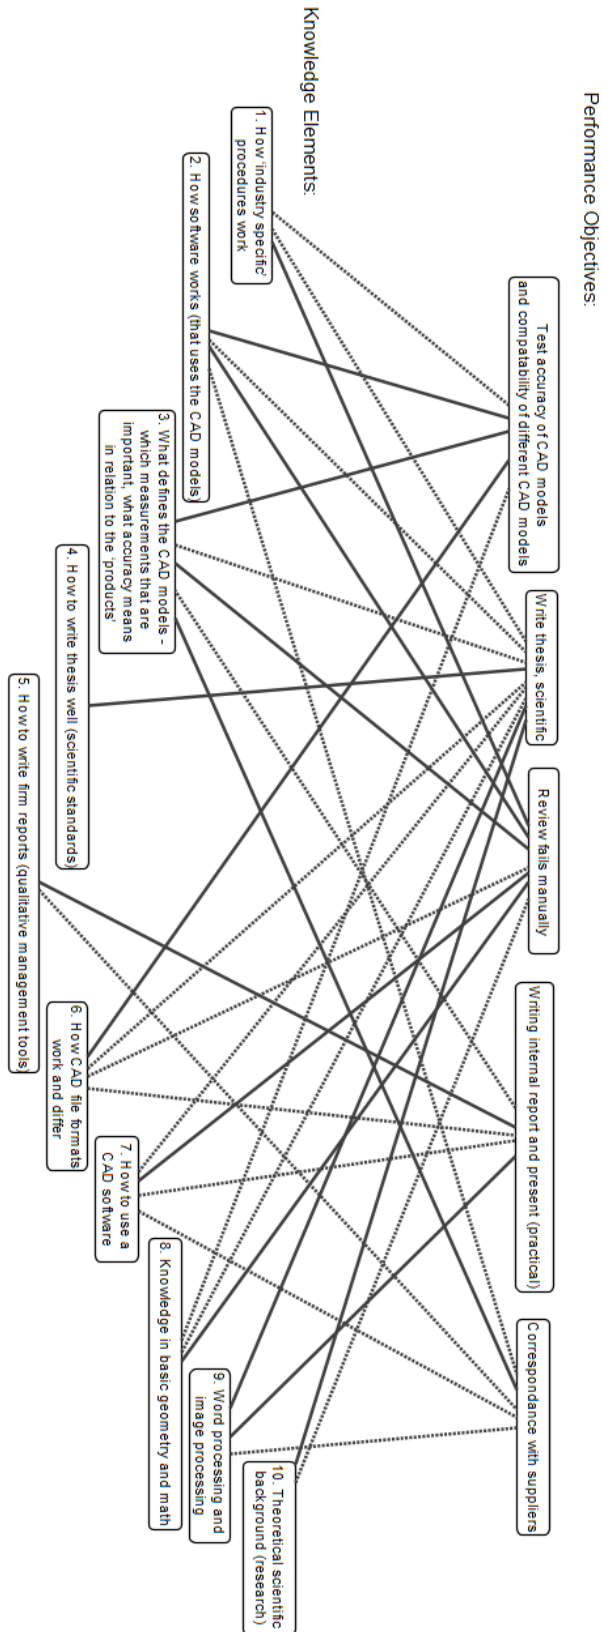 Performance Objectives:
Test accuracy of CAD models
and compatability of different CAD models
Write thesis, scientific
Review fails manually
Writing internal report and present (practical)
Correspondance with suppliers
Knowledge Elements:
1. How 'industry specific'
procedures work
2. How software works (that uses the CAD models)
3. What defines the CAD models -
which measurements that are
important, what accuracy means
in relation to the 'products'
4. How to write thesis well (scientific standards)
5. How to write firm reports (qualitative management tools)
6. How CAD file formats
work and differ
7. How to use a
CAD software
8. Knowledge in basic geometry and math
9. Word processing and
image processing
10. Theoretical scientific
background (research)